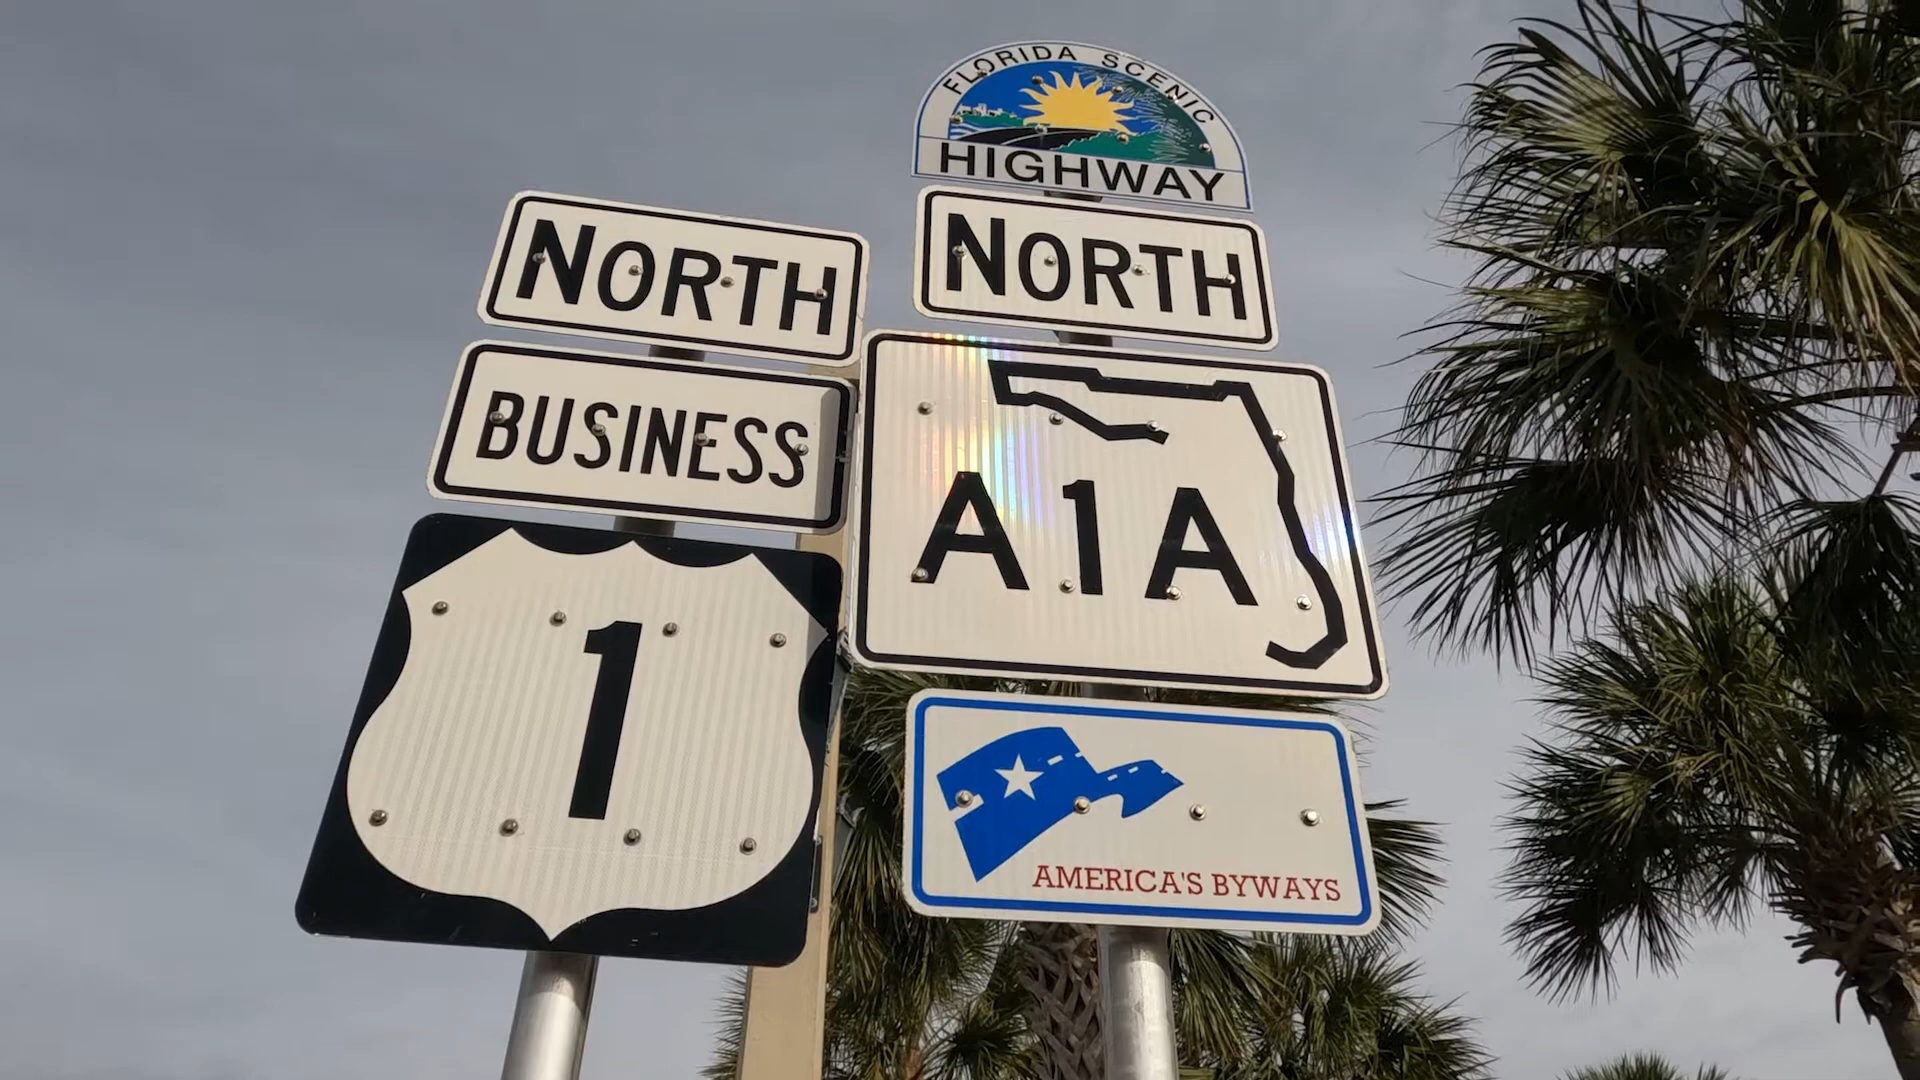 NORTH
BUSINESS
1
FLORIDA SCENIC
HIGHWAY
NORTH
A1A
AMERICA'S BYWAYS